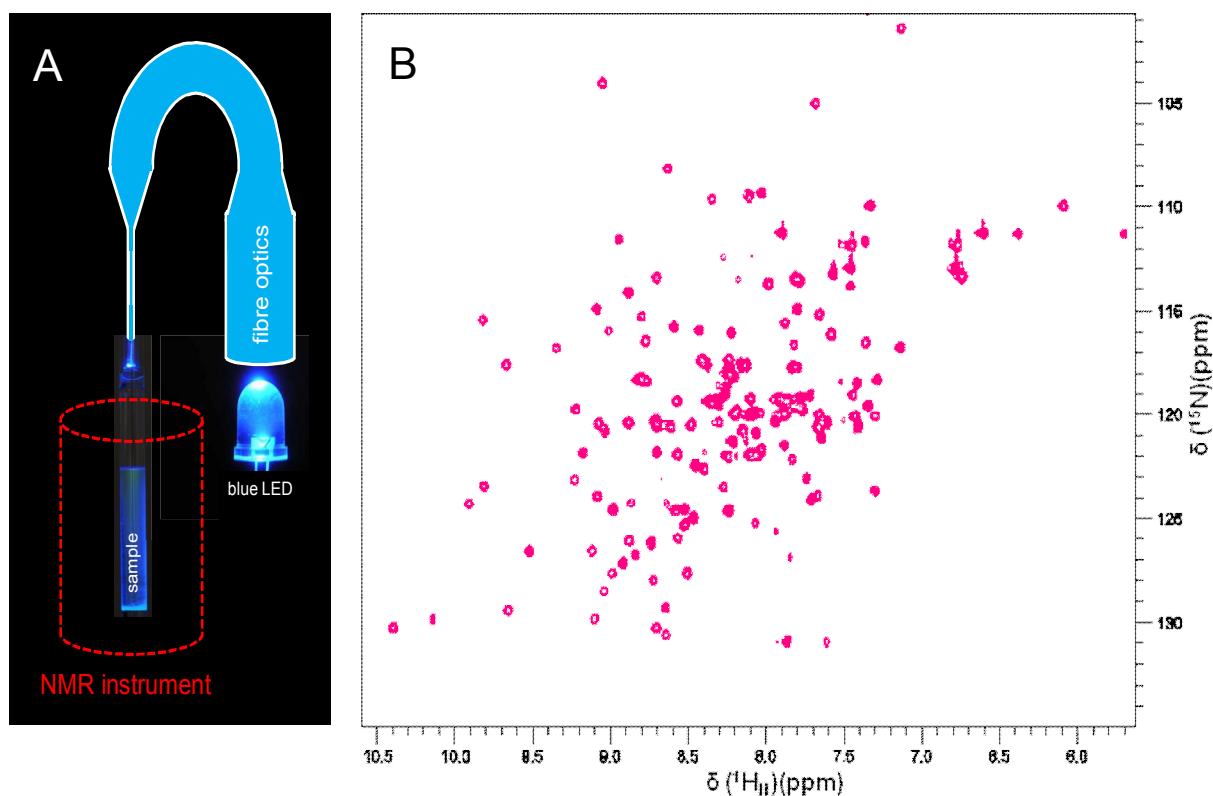 A
fibre optics
blue LED
sample
NMR instrument
B
105
110
115
120
125
130
δ (¹⁵N)(ppm)
10.5 10.0 9.5 9.0 8.5 8.0 7.5 7.0 6.5 6.0
δ (¹H_N)(ppm)